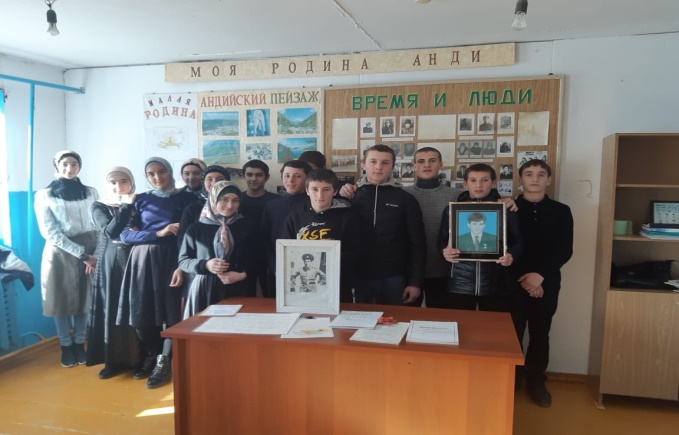 МОЯ РОДИНА АНДИ
МАЛАЯ
РОДИНА
АНДИЙСКИЙ ПЕЙЗАЖ
ВРЕМЯ И ЛЮДИ
KSF